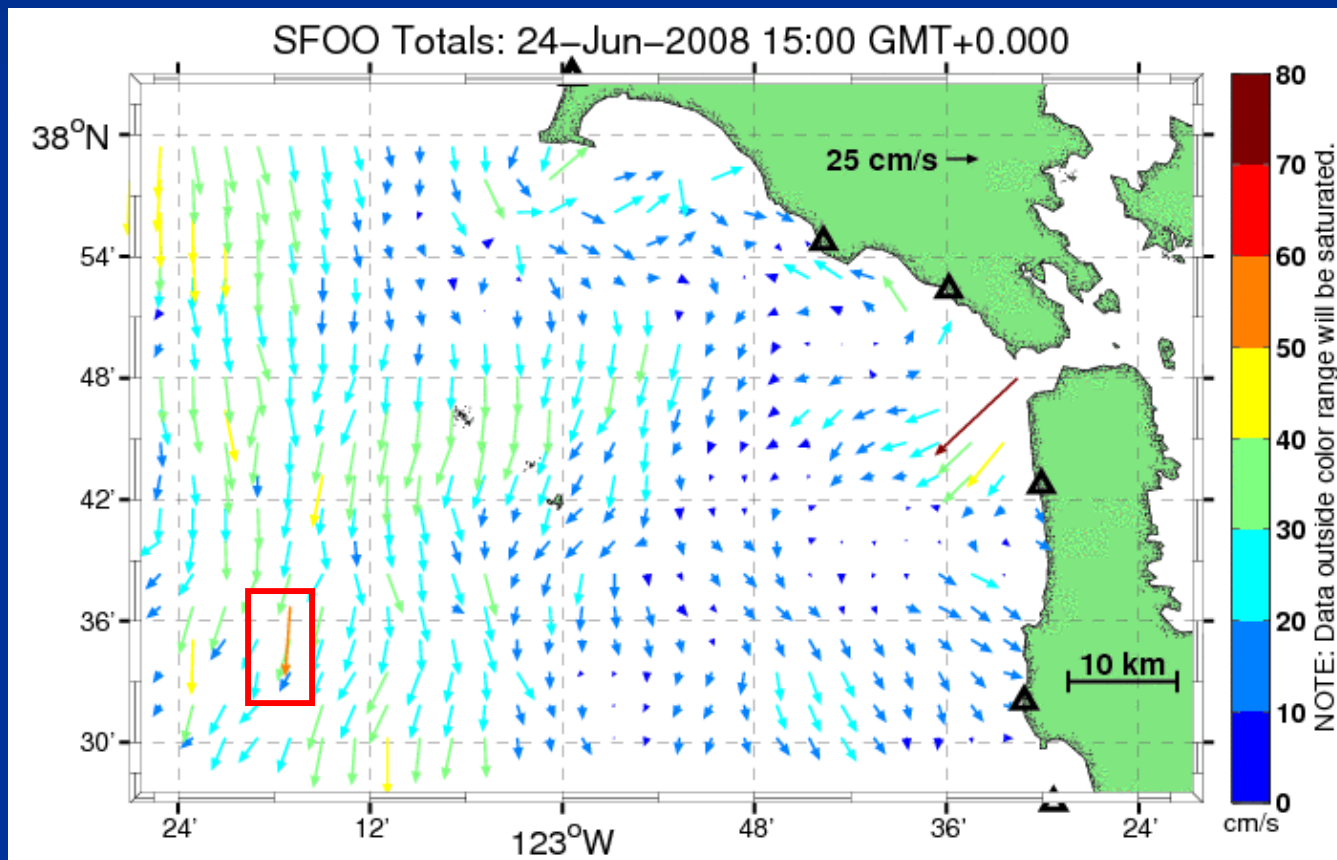 SFOO Totals: 24−Jun−2008 15:00 GMT+0.000
80
38°N
25 cm/s
70
60
54'
50
48'
40
30
42'
20
36'
10 km
10
30'
0
cm/s
24'
12'
123°W
48'
36'
24'
NOTE: Data outside color range will be saturated.